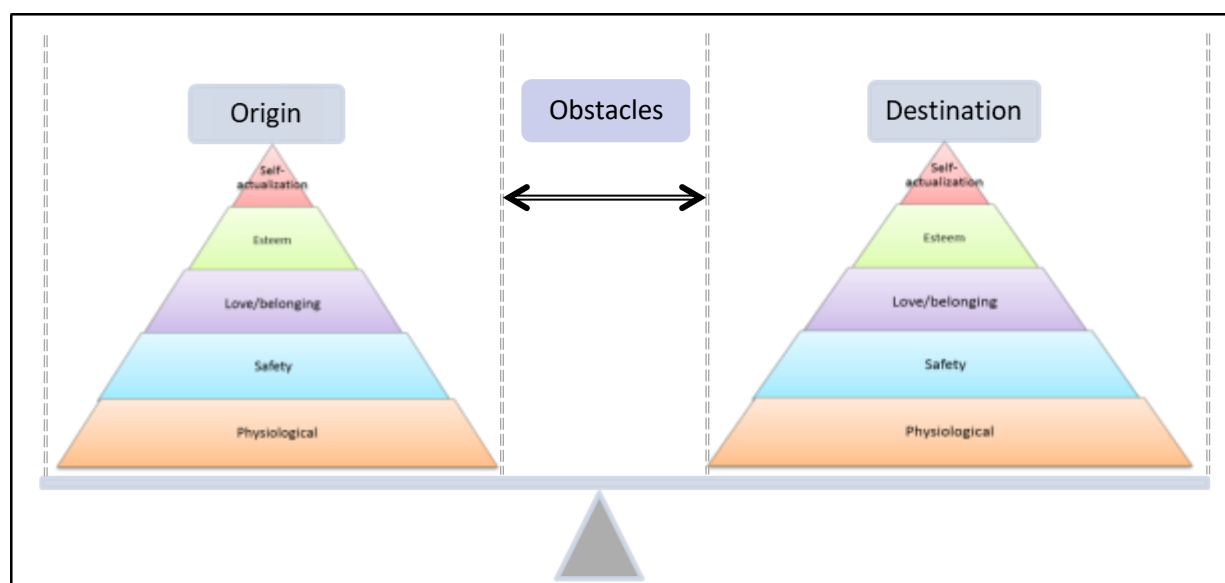 Origin
Obstacles
Destination
Self-
actualization
Esteem
Love/belonging
Safety
Physiological
Self-
actualization
Esteem
Love/belonging
Safety
Physiological